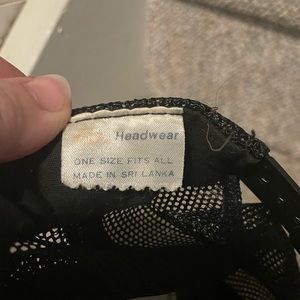 Headwear
ONE SIZE FITS ALL
MADE IN SRI LANKA